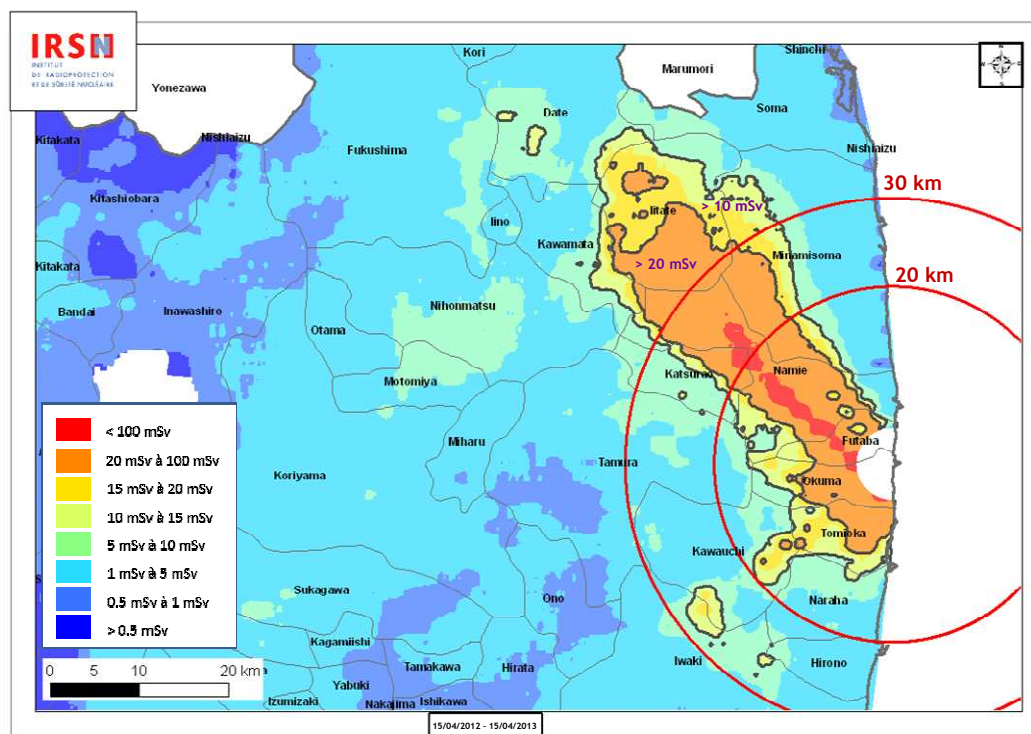 IRSN
INSTITUT
DE RADIOPROTECTION
ET DE SÛRETÉ NUCLÉAIRE
Kori
Shinchi
Marumori
Yonezawa
Soma
Date
Kitakata
Nishiaizu
Fukushima
Nishiaizu
30 km
Kitashiobara
> 10 mSv
Iitate
Iino
Kawamata
Minamisoma
Kitakata
> 20 mSv
20 km
Nihonmatsu
Bandai
Inawashiro
Otama
Katsurao
Namie
Motomiya
< 100 mSv
20 mSv à 100 mSv
15 mSv à 20 mSv
10 mSv à 15 mSv
5 mSv à 10 mSv
1 mSv à 5 mSv
0.5 mSv à 1 mSv
> 0.5 mSv
Miharu
Futaba
Koriyama
Tamura
Okuma
Tomioka
Kawauchi
Sukagawa
Ono
Naraha
Kagamiishi
Tamakawa
Hirata
Iwaki
Hirono
0 5 10 20 km
Yabuki
Izumizaki
Nakajima
Ishikawa
15/04/2012 - 15/04/2013